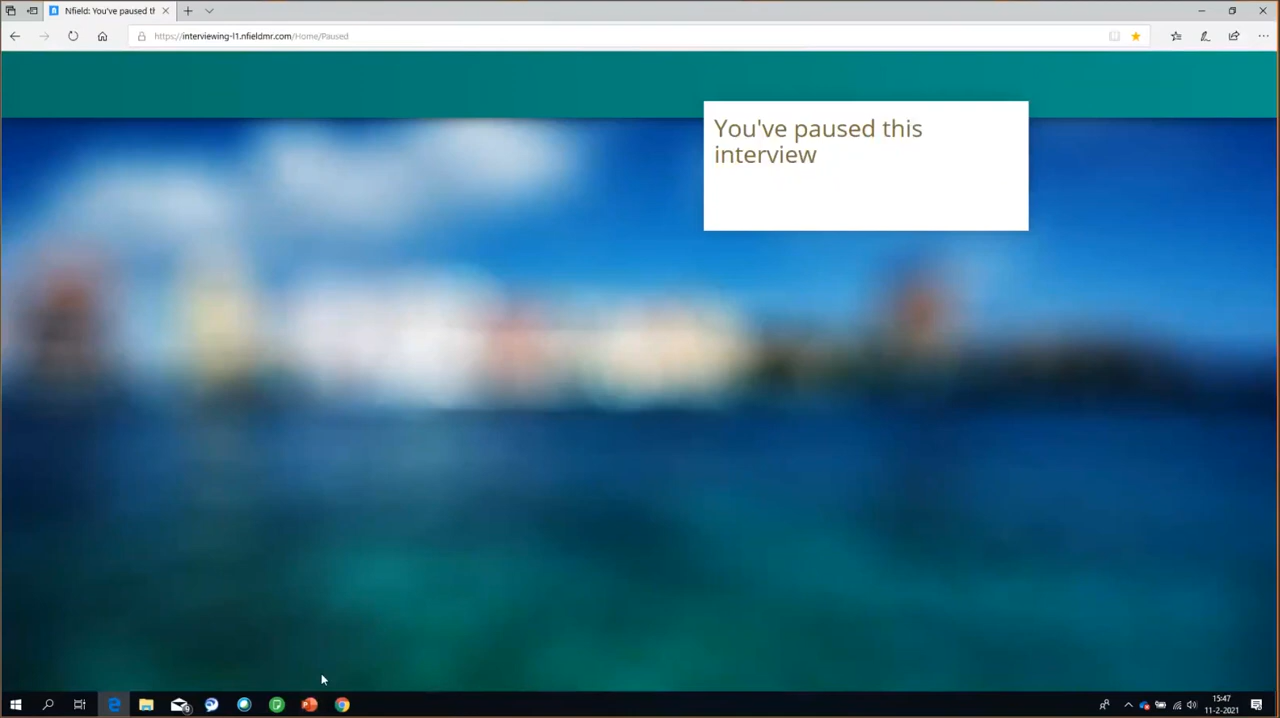 Nfield: You've paused th
https://interviewing-l1.nfieldmr.com/Home/Paused
You've paused this
interview
15:47
11-2-2021